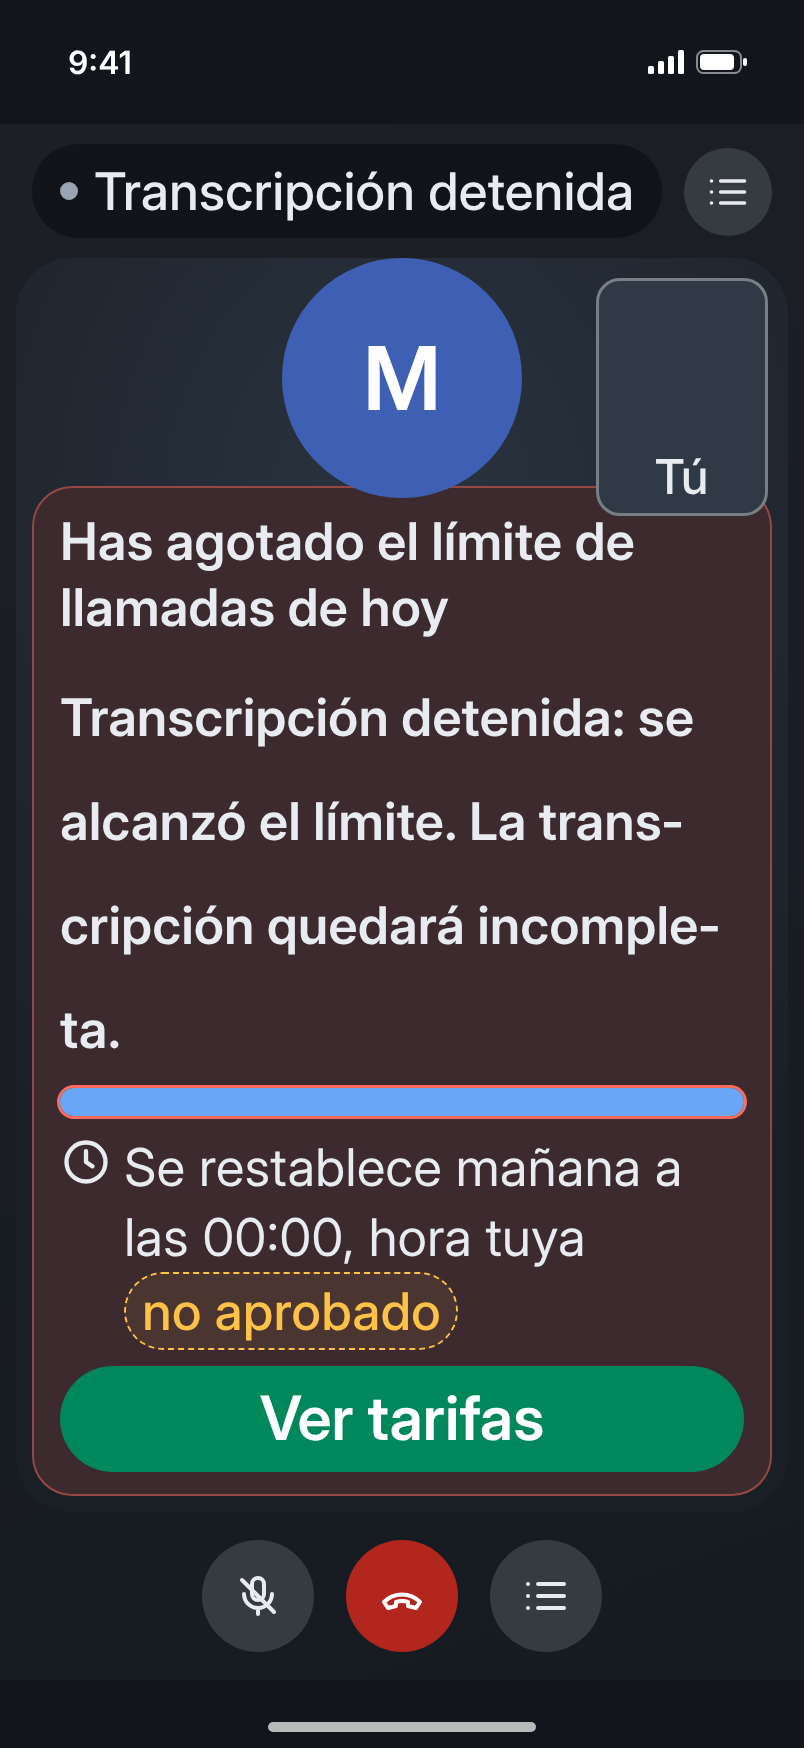 9:41
Transcripción detenida
M
Tú
Has agotado el límite de
llamadas de hoy
Transcripción detenida: se
alcanzó el límite. La trans-
cripción quedará incomple-
ta.
Se restablece mañana a
las 00:00, hora tuya
no aprobado
Ver tarifas